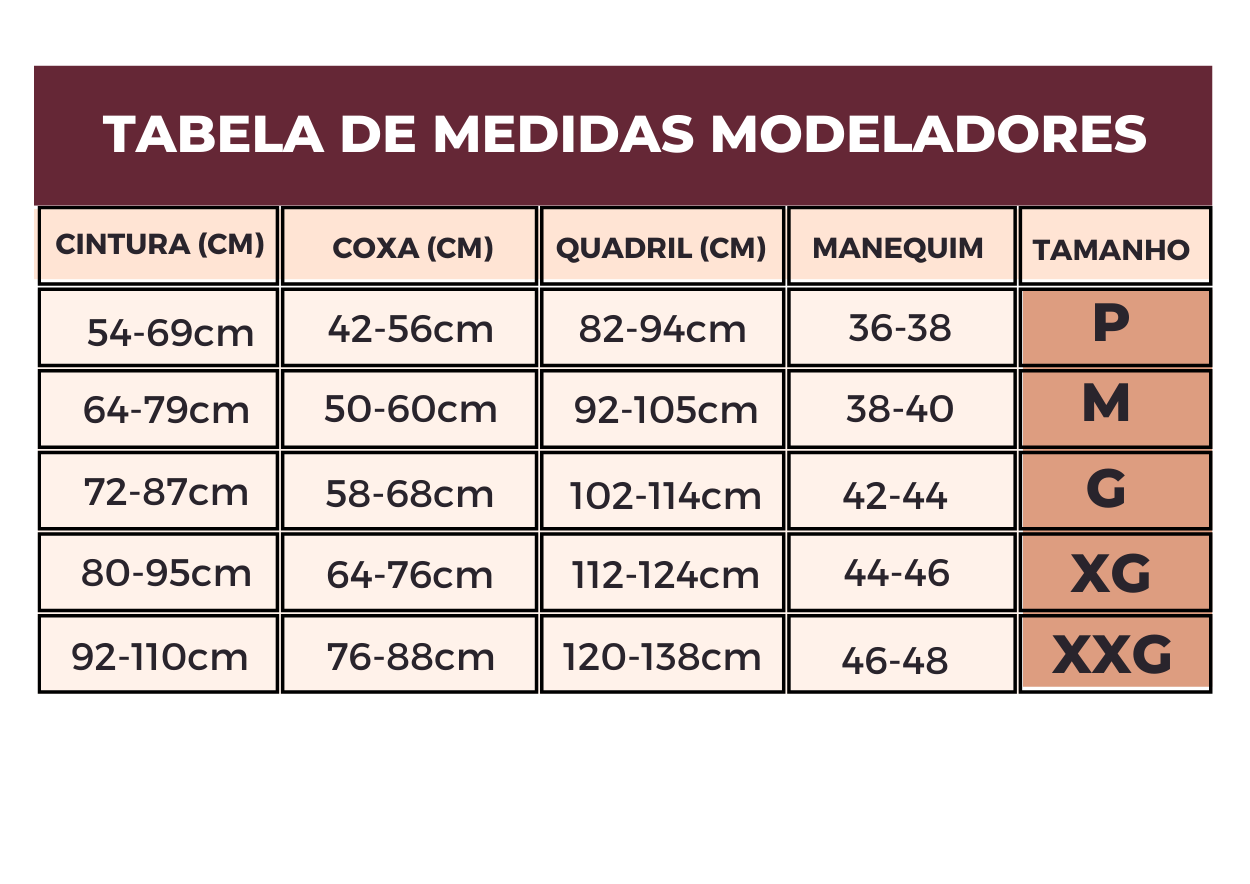 TABELA DE MEDIDAS MODELADORES
CINTURA (CM) COXA (CM) QUADRIL (CM) MANEQUIM TAMANHO
54-69cm 42-56cm 82-94cm 36-38 P
64-79cm 50-60cm 92-105cm 38-40 M
72-87cm 58-68cm 102-114cm 42-44 G
80-95cm 64-76cm 112-124cm 44-46 XG
92-110cm 76-88cm 120-138cm 46-48 XXG